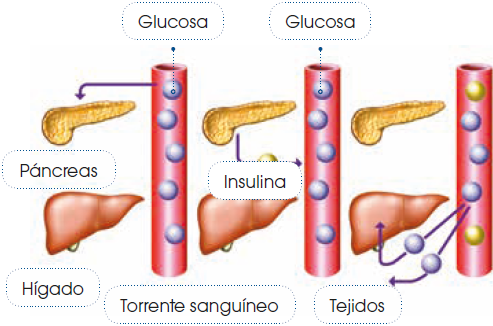 Glucosa
Glucosa
Páncreas
Insulina
Hígado
Torrente sanguíneo
Tejidos